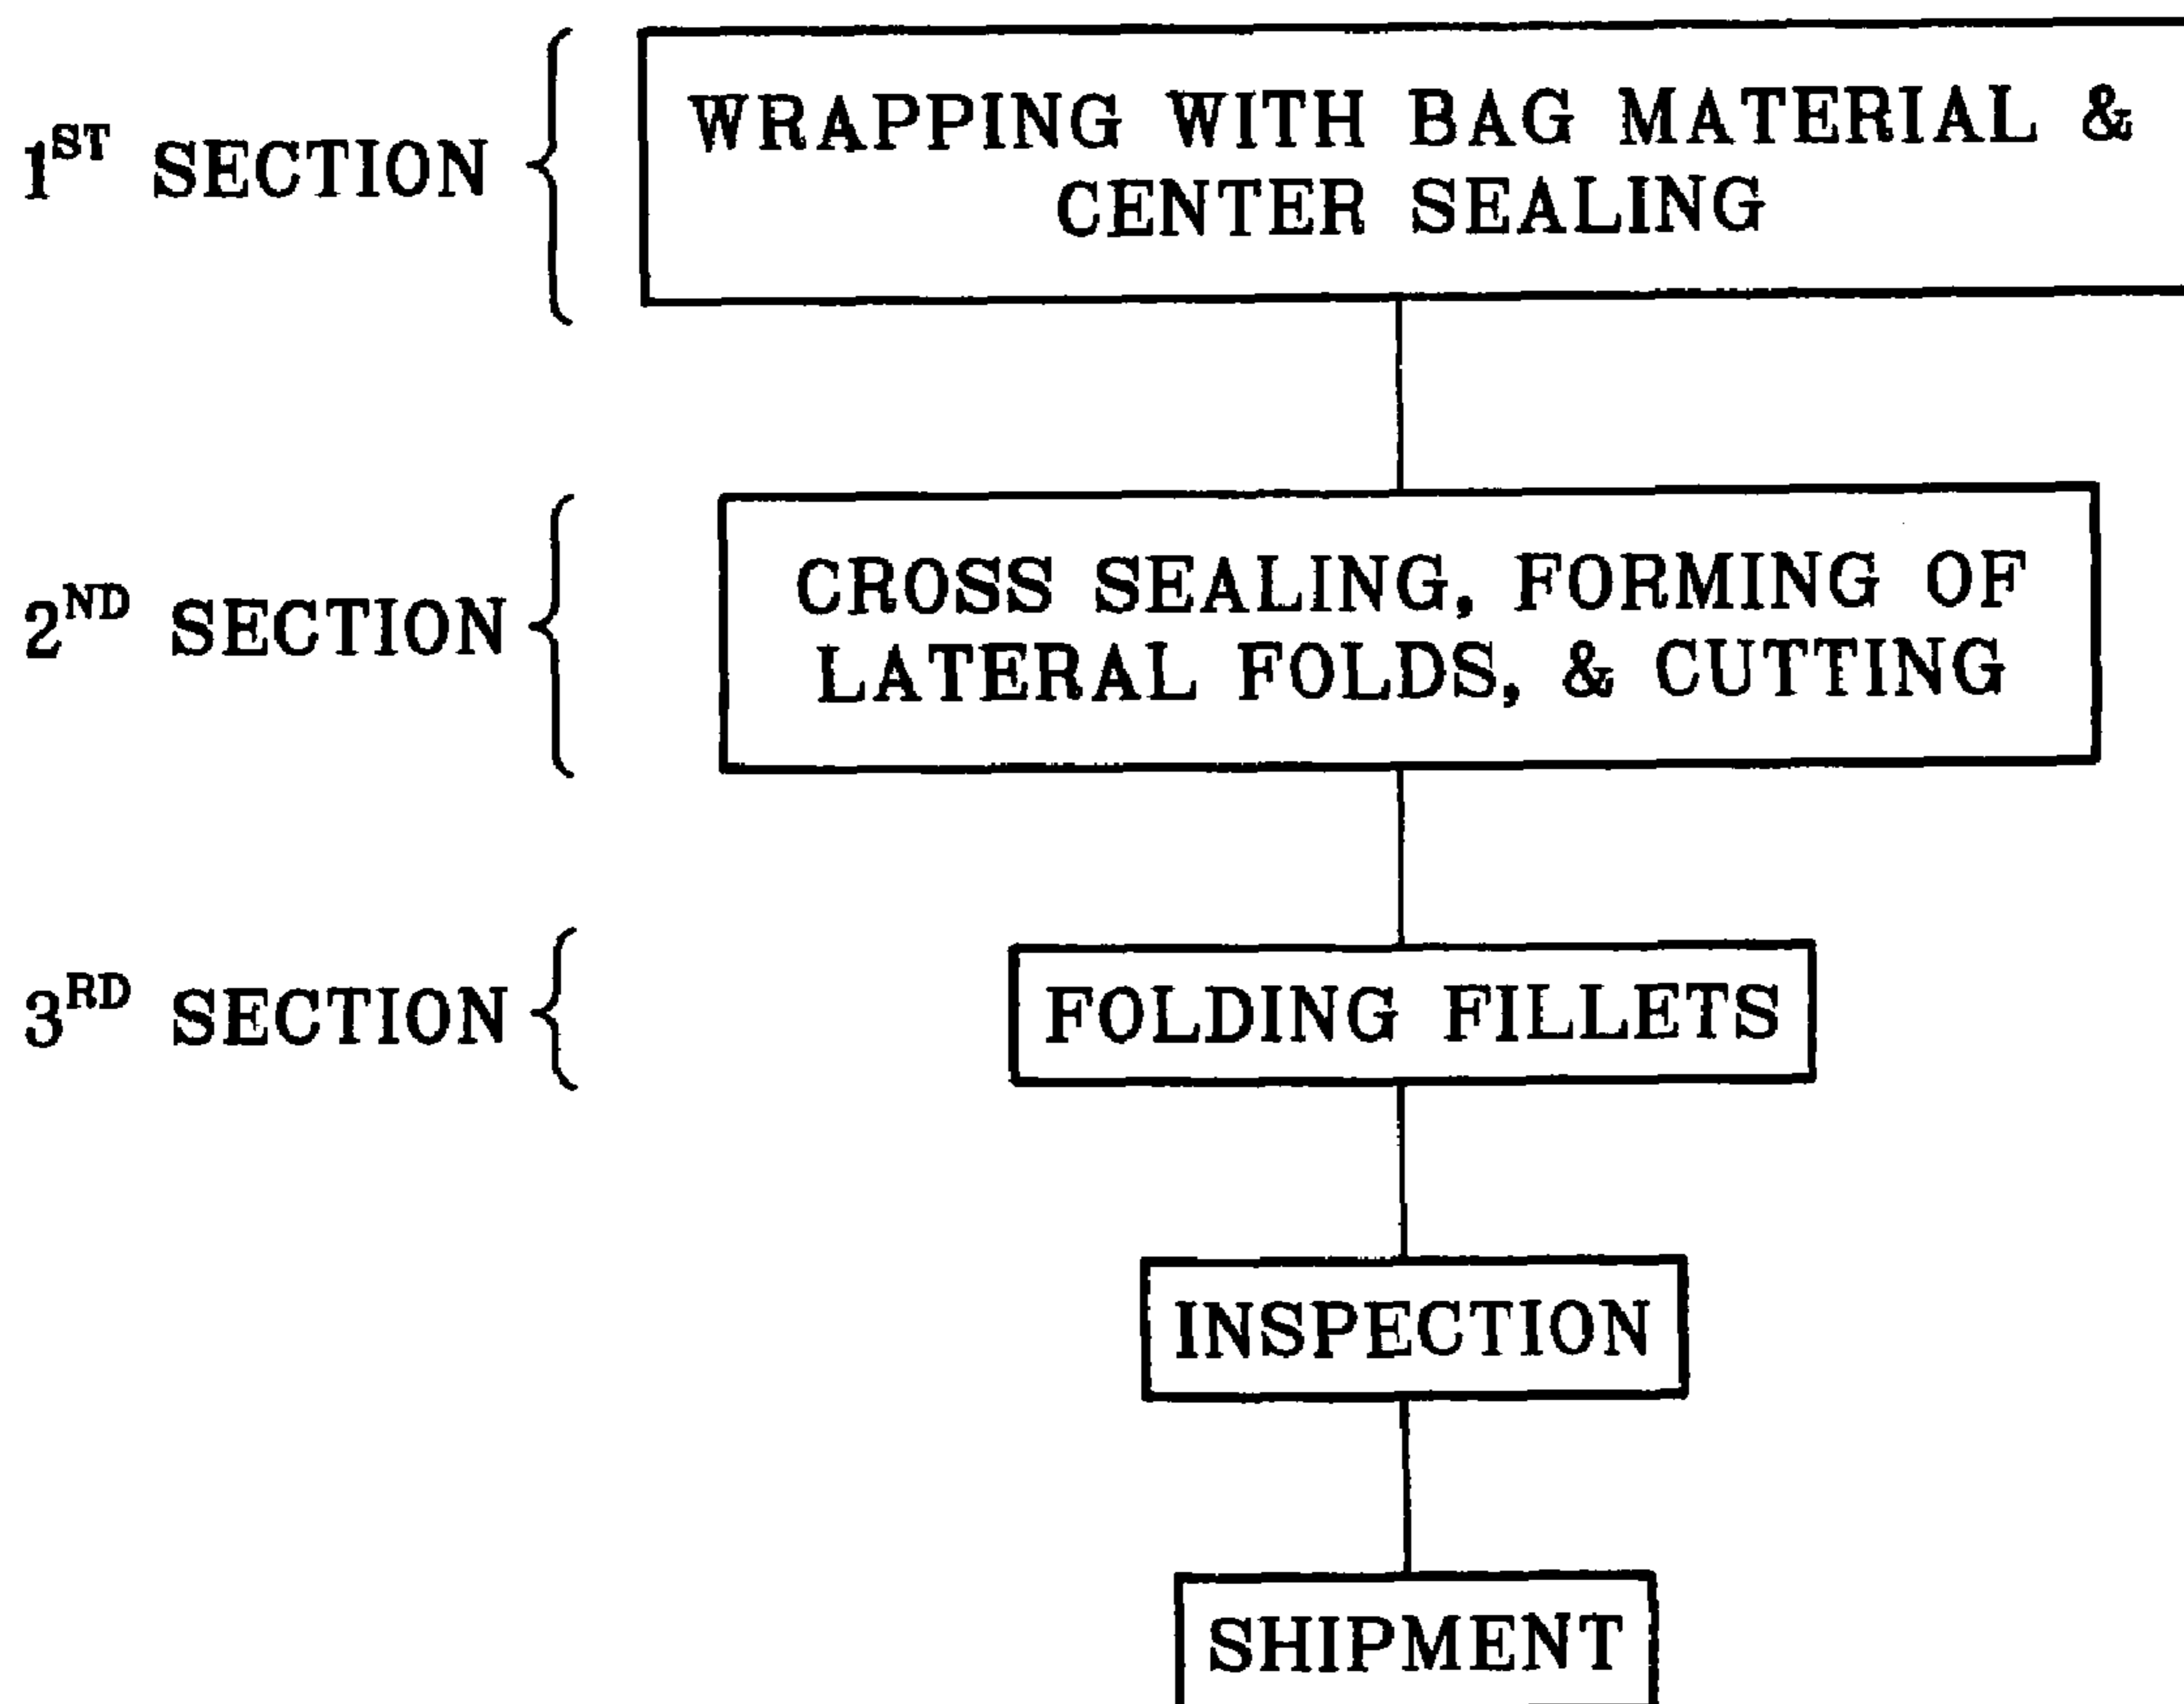 1ST SECTION
WRAPPING WITH BAG MATERIAL &
CENTER SEALING
2ND SECTION
CROSS SEALING, FORMING OF
LATERAL FOLDS, & CUTTING
3RD SECTION
FOLDING FILLETS
INSPECTION
SHIPMENT